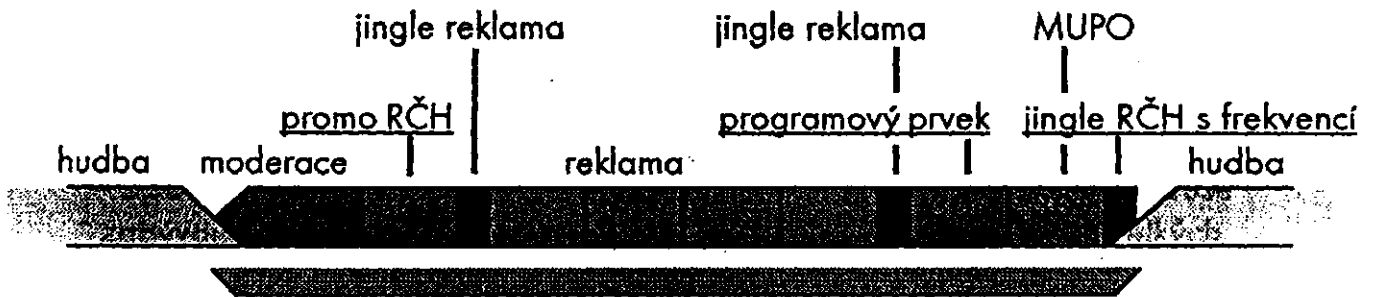 jingle reklama jingle reklama MUPO
promo RČH programový prvek jingle RČH s frekvencí
hudba moderace reklama hudba